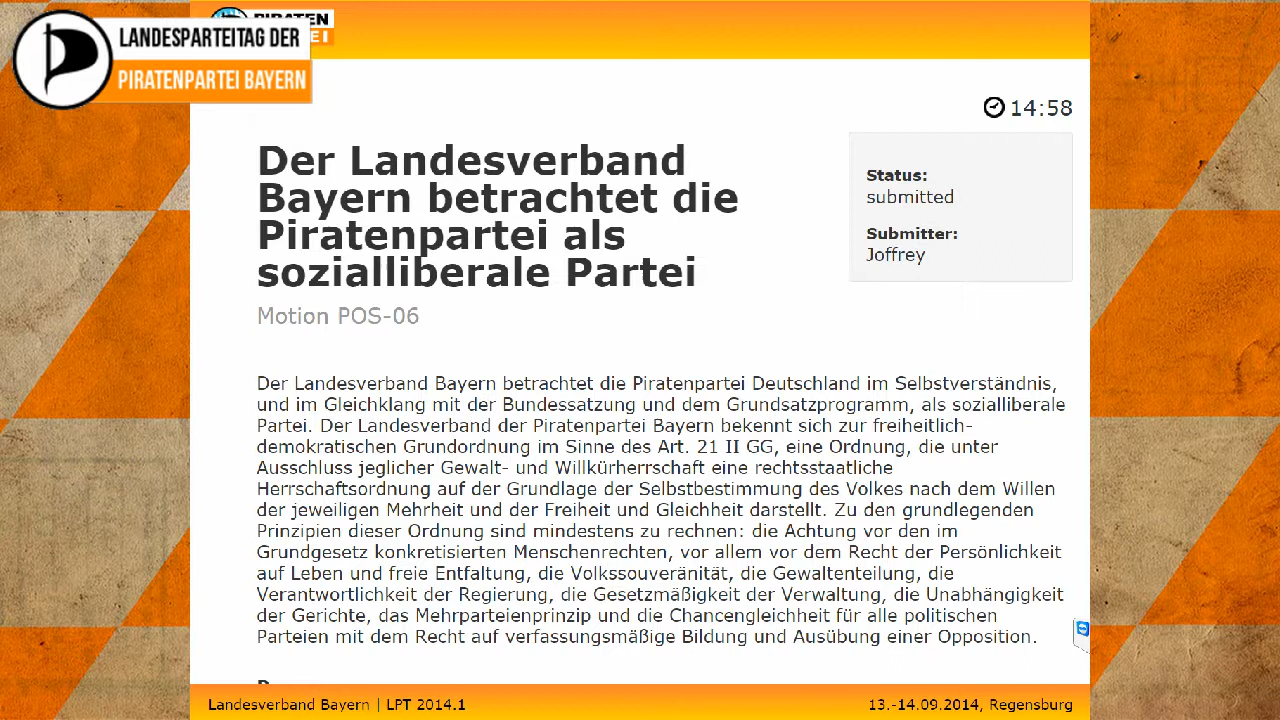 PIRATEN
LANDESPARTEITAG DER
PIRATENPARTEI BAYERN
14:58
Der Landesverband
Bayern betrachtet die
Piratenpartei als
sozialliberale Partei
Motion POS-06
Status:
submitted
Submitter:
Joffrey
Der Landesverband Bayern betrachtet die Piratenpartei Deutschland im Selbstverständnis,
und im Gleichklang mit der Bundessatzung und dem Grundsatzprogramm, als sozialliberale
Partei. Der Landesverband der Piratenpartei Bayern bekennt sich zur freiheitlich-
demokratischen Grundordnung im Sinne des Art. 21 II GG, eine Ordnung, die unter
Ausschluss jeglicher Gewalt- und Willkürherrschaft eine rechtsstaatliche
Herrschaftsordnung auf der Grundlage der Selbstbestimmung des Volkes nach dem Willen
der jeweiligen Mehrheit und der Freiheit und Gleichheit darstellt. Zu den grundlegenden
Prinzipien dieser Ordnung sind mindestens zu rechnen: die Achtung vor den im
Grundgesetz konkretisierten Menschenrechten, vor allem vor dem Recht der Persönlichkeit
auf Leben und freie Entfaltung, die Volkssouveränität, die Gewaltenteilung, die
Verantwortlichkeit der Regierung, die Gesetzmäßigkeit der Verwaltung, die Unabhängigkeit
der Gerichte, das Mehrparteienprinzip und die Chancengleichheit für alle politischen
Parteien mit dem Recht auf verfassungsmäßige Bildung und Ausübung einer Opposition.
Landesverband Bayern | LPT 2014.1
13.-14.09.2014, Regensburg